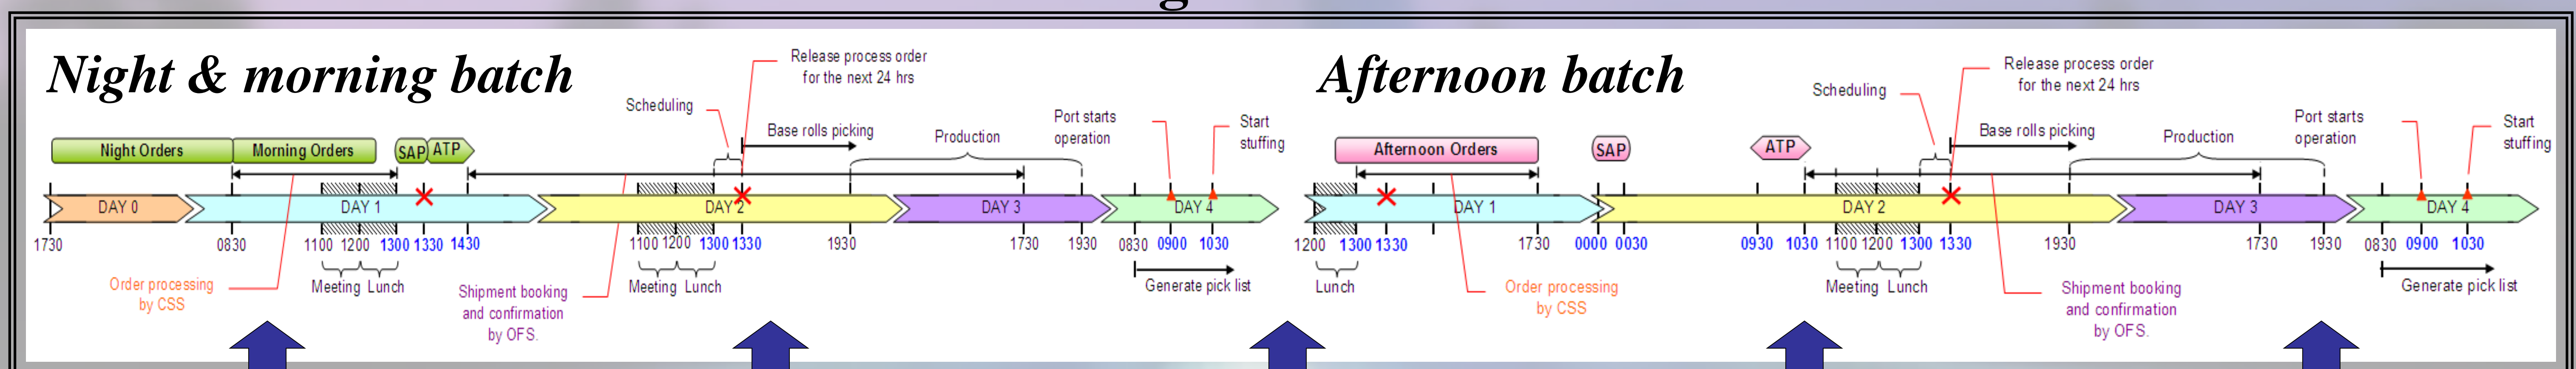 Night & morning batch
Release process order
for the next 24 hrs
Scheduling
Base rolls picking
Production
Port starts
operation
Start
stuffing
Night Orders
Morning Orders
SAP
ATP
DAY 0
DAY 1
DAY 2
DAY 3
DAY 4
1730
0830
1100
1200
1300
1330
1430
1100
1200
1300
1330
1930
1730
1930
0830
0900
1030
Meeting
Lunch
Meeting
Lunch
Generate pick list
Order processing
by CSS
Shipment booking
and confirmation
by OFS.
Afternoon batch
Release process order
for the next 24 hrs
Scheduling
Base rolls picking
Production
Port starts
operation
Start
stuffing
Afternoon Orders
SAP
ATP
DAY 1
DAY 2
DAY 3
DAY 4
1200
1300
1330
1730
0000
0030
0930
1030
1100
1200
1300
1330
1930
1730
1930
0830
0900
1030
Lunch
Meeting
Lunch
Generate pick list
Order processing
by CSS
Shipment booking
and confirmation
by OFS.